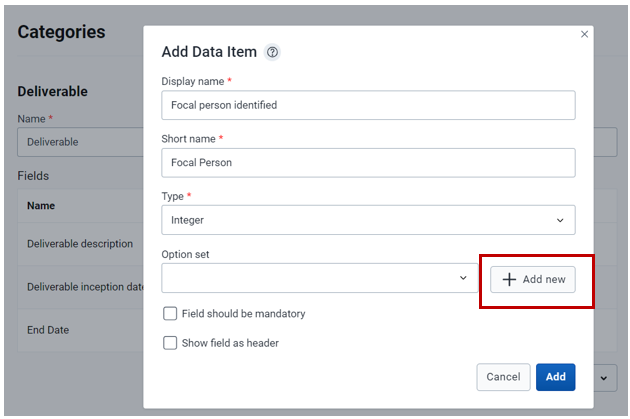 Categories
Deliverable
Name *
Deliverable
Fields
Name
Deliverable description
Deliverable inception date
End Date
×
Add Data Item ?
Display name *
Focal person identified
Short name *
Focal Person
Type *
Integer
Option set
+ Add new
Field should be mandatory
Show field as header
Cancel
Add